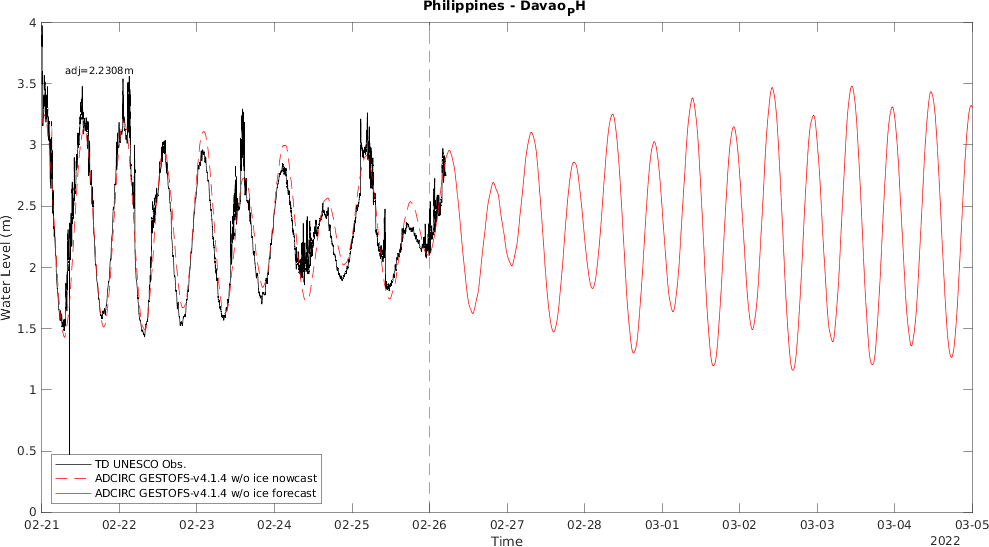 Philippines - Davao_pH
4
3.5
3
2.5
2
1.5
1
0.5
0
Water Level (m)
adj=2.2308m
TD UNESCO Obs.
ADCIRC GESTOFS-v4.1.4 w/o ice nowcast
ADCIRC GESTOFS-v4.1.4 w/o ice forecast
02-21 02-22 02-23 02-24 02-25 02-26 02-27 02-28 03-01 03-02 03-03 03-04 03-05
Time
2022